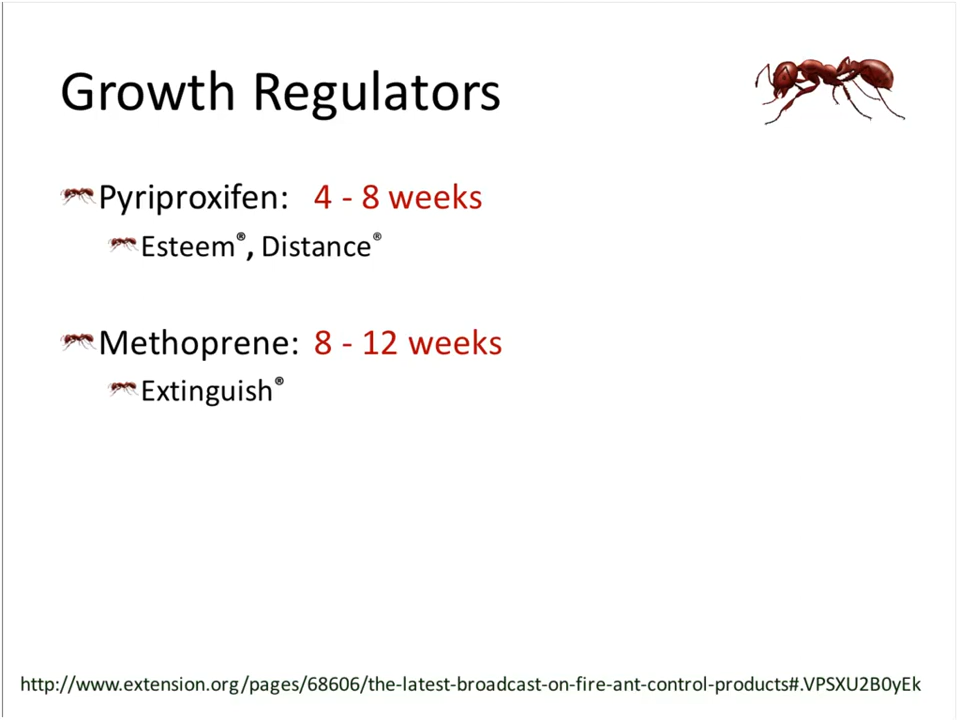 Growth Regulators
Pyriproxifen: 4 - 8 weeks
Esteem®, Distance®
Methoprene: 8 - 12 weeks
Extinguish®
http://www.extension.org/pages/68606/the-latest-broadcast-on-fire-ant-control-products#.VPSXU2B0yEk